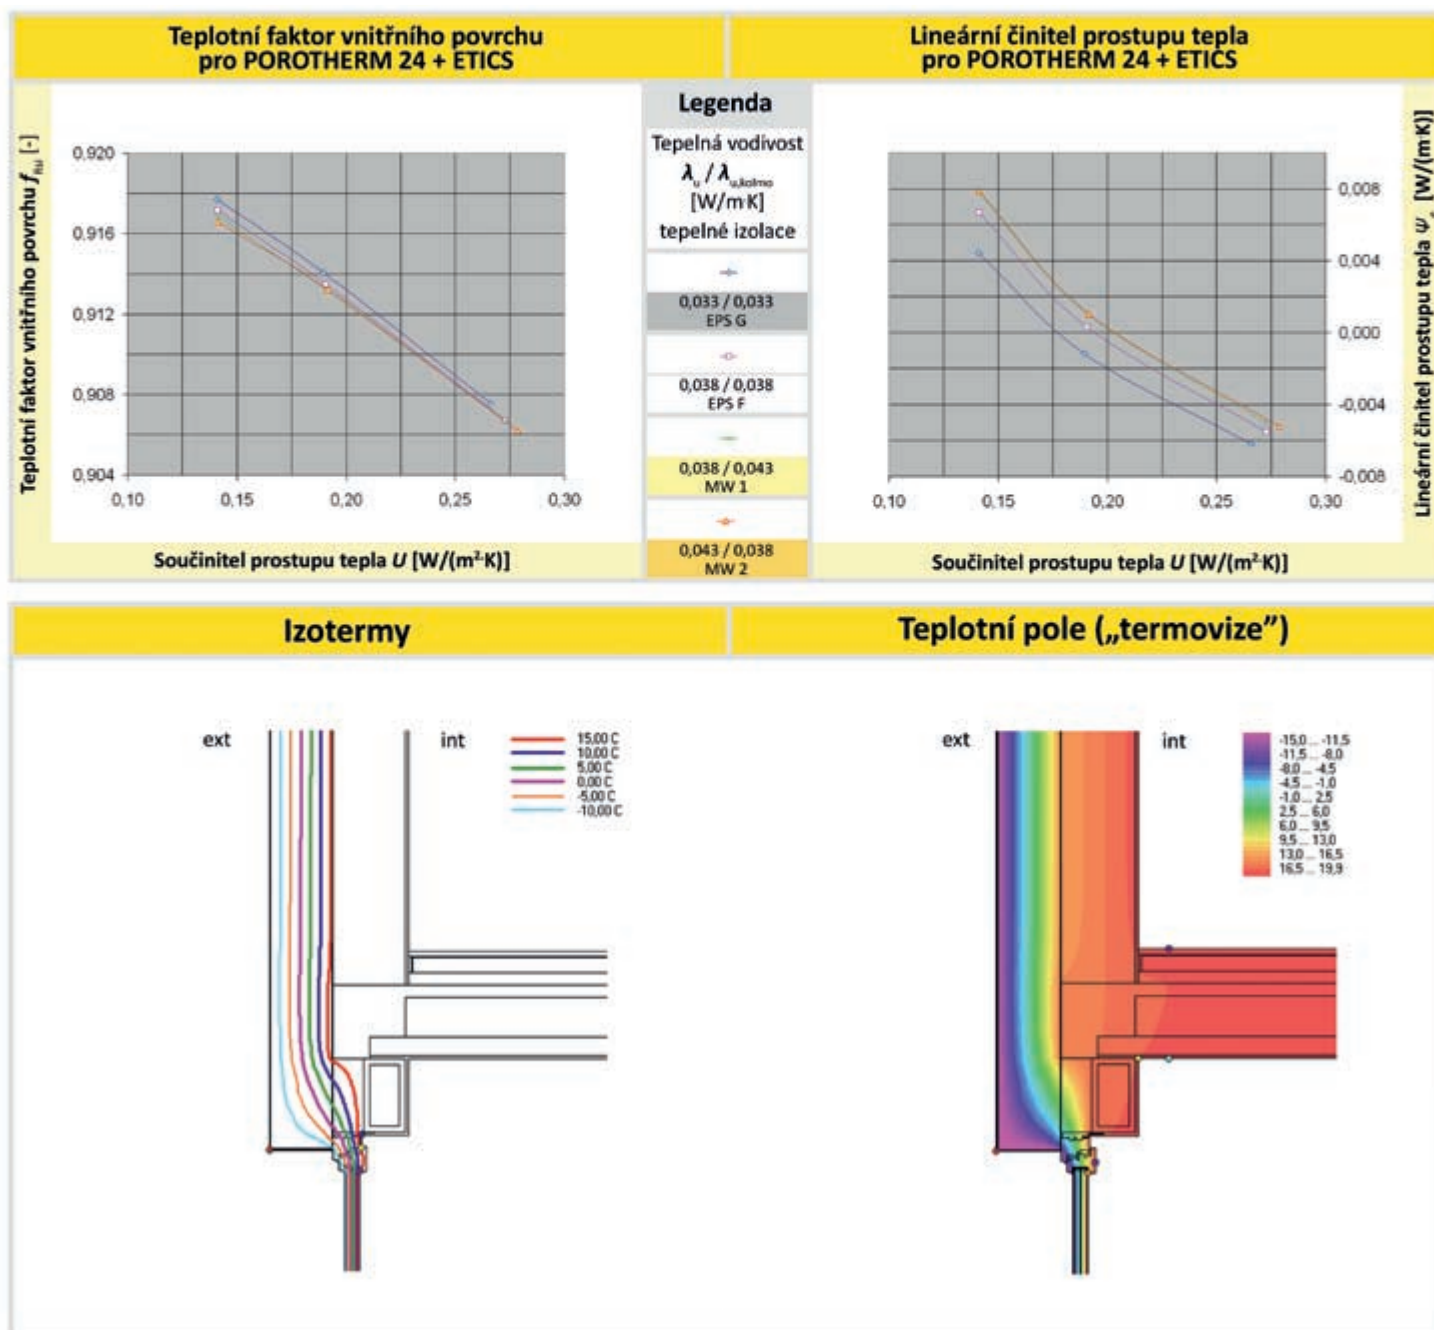 Teplotní faktor vnitřního povrchu
pro POROTHERM 24 + ETICS
Lineární činitel prostupu tepla
pro POROTHERM 24 + ETICS
Teplotní faktor vnitřního povrchu f [-]
0,920
0,916
0,912
0,908
0,904
0,10
0,15
0,20
0,25
0,30
Součinitel prostupu tepla U [W/(m²·K)]
Legenda
Tepelná vodivost
λu / λu,kolmo
[W/m·K]
tepelné izolace
0,033 / 0,033
EPS G
0,038 / 0,038
EPS F
0,038 / 0,043
MW 1
0,043 / 0,038
MW 2
0,008
0,004
0,000
-0,004
-0,008
0,10
0,15
0,20
0,25
0,30
Lineární činitel prostupu tepla Ψ [W/(m·K)]
Součinitel prostupu tepla U [W/(m²·K)]
Izotermy
Teplotní pole („termovize”)
ext
int
15,00 C
10,00 C
5,00 C
0,00 C
-5,00 C
-10,00 C
ext
int
-15,0 ... -11,5
-11,5 ... -8,0
-8,0 ... -4,5
-4,5 ... -1,0
-1,0 ... 2,5
2,5 ... 6,0
6,0 ... 9,5
9,5 ... 13,0
13,0 ... 16,5
16,5 ... 19,9